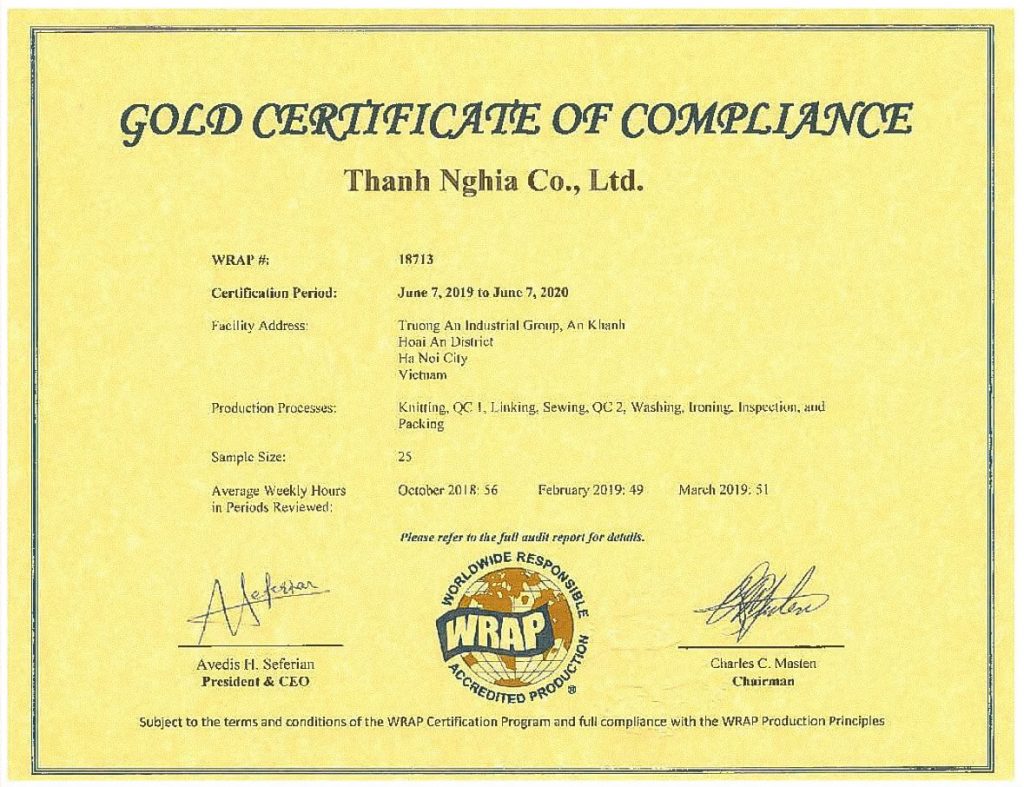 GOLD CERTIFICATE OF COMPLIANCE
Thanh Nghia Co., Ltd.
WRAP #: 18713
Certification Period: June 7, 2019 to June 7, 2020
Facility Address: Truong An Industrial Group, An Khanh
Hoai An District
Ha Noi City
Vietnam
Production Processes: Knitting, QC 1, Linking, Sewing, QC 2, Washing, Ironing, Inspection, and
Packing
Sample Size: 25
Average Weekly Hours October 2018: 56 February 2019: 49 March 2019: 51
in Periods Reviewed:
Please refer to the full audit report for details.
WORLDWIDE RESPONSIBLE
WRAP
ACCREDITED PRODUCTION ®
Avedis H. Seferian
President & CEO
Charles C. Masten
Chairman
Subject to the terms and conditions of the WRAP Certification Program and full compliance with the WRAP Production Principles